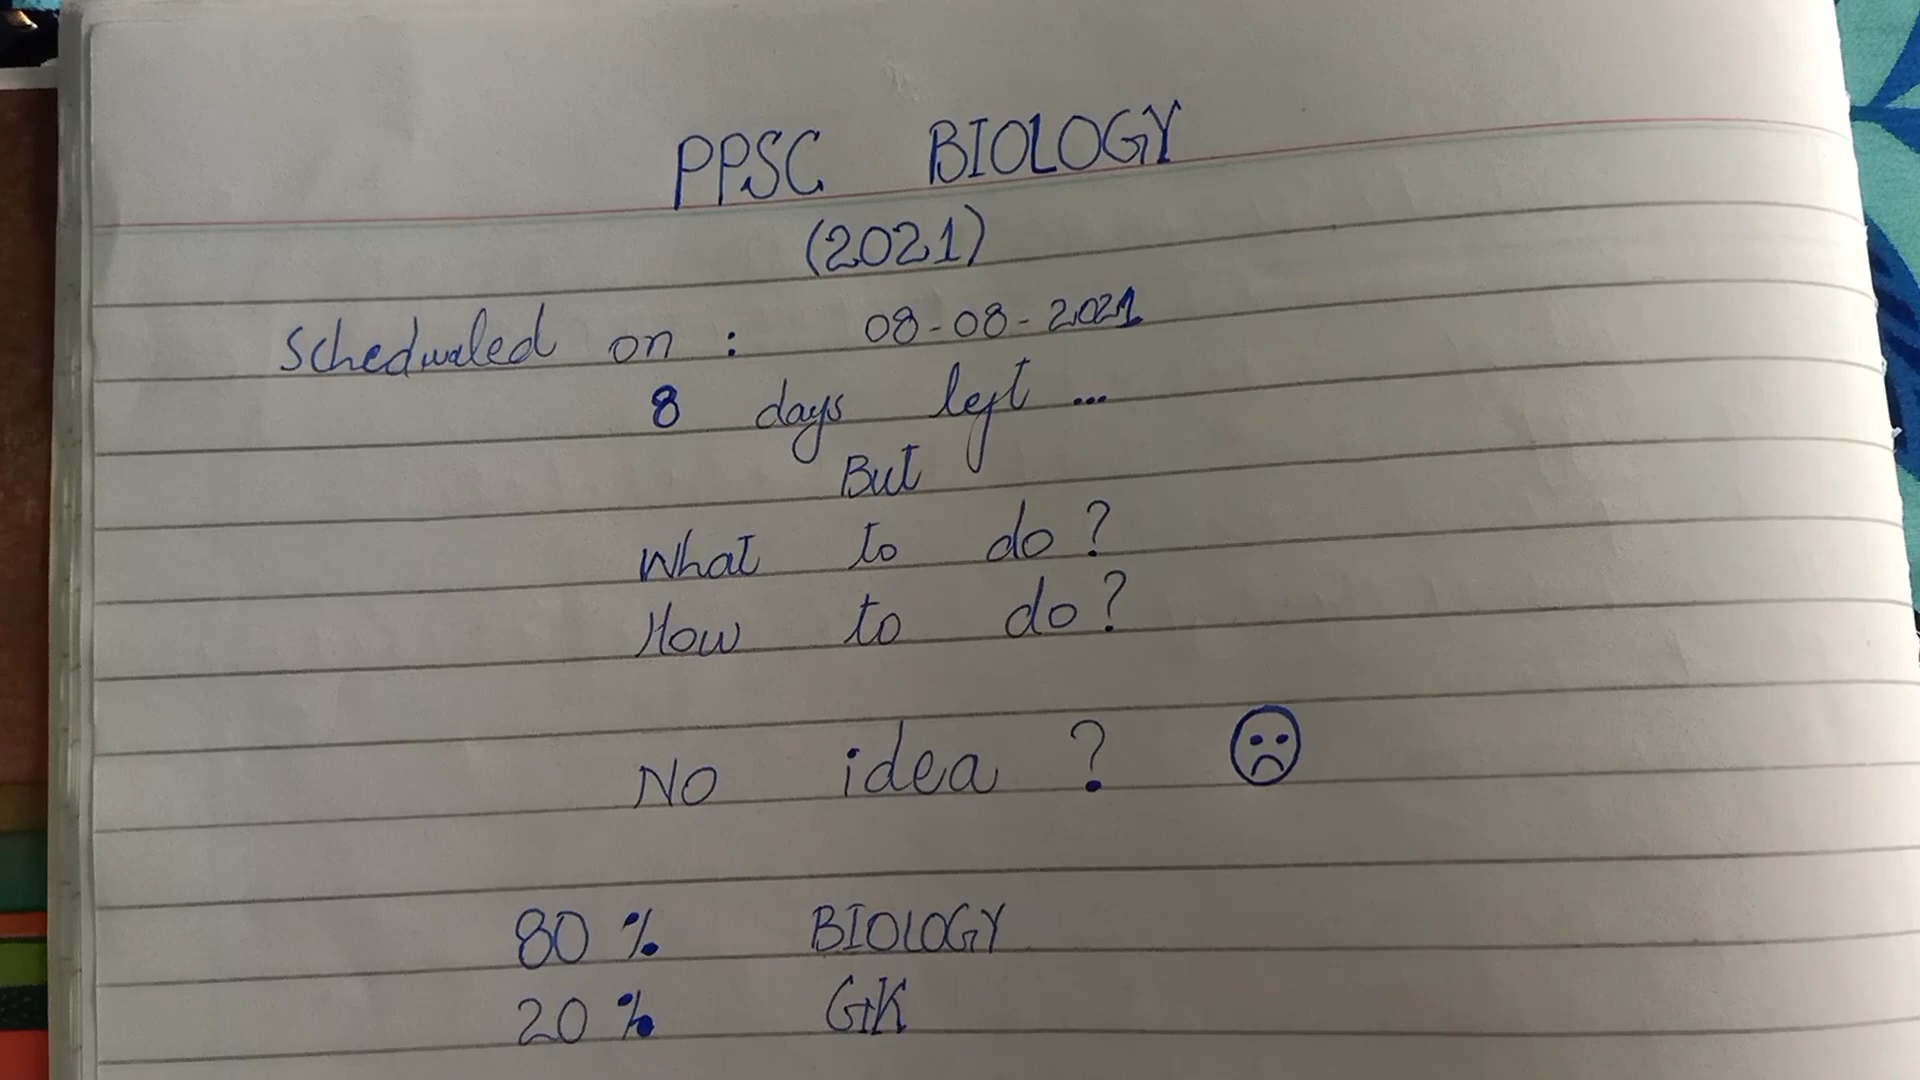 PPSC BIOLOGY
(2021)
Schedualed on : 08-08-2021
8 days left ...
But
What to do ?
How to do ?
No idea ?
80 % BIOLOGY
20 % GK